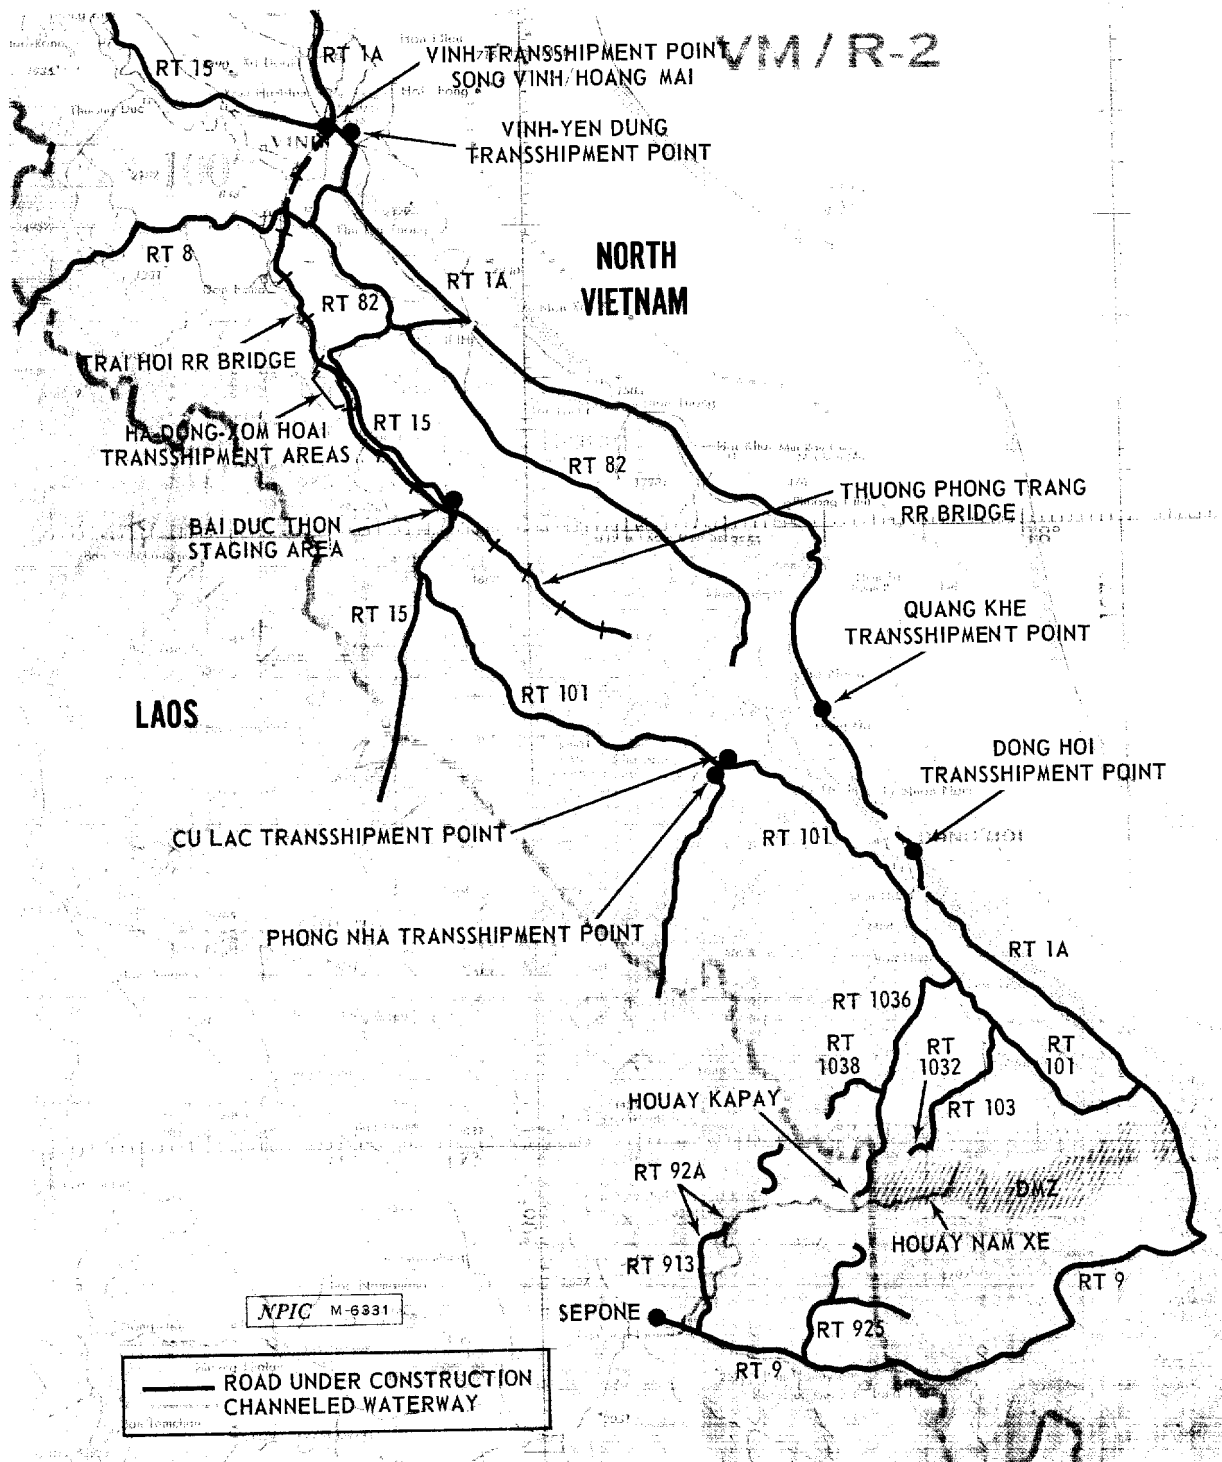 VM/R-2
RT 15
RT 1A
VINH TRANSSHIPMENT POINT
SONG VINH/HOANG MAI
VINH-YEN DUNG
TRANSSHIPMENT POINT
VINH
RT 8
NORTH
VIETNAM
RT 1A
RT 82
TRAI HOI RR BRIDGE
HA-DONG-XOM HOAI
TRANSSHIPMENT AREAS
RT 15
RT 82
THUONG PHONG TRANG
RR BRIDGE
BAI DUC THON
STAGING AREA
RT 15
QUANG KHE
TRANSSHIPMENT POINT
RT 101
LAOS
DONG HOI
TRANSSHIPMENT POINT
CU LAC TRANSSHIPMENT POINT
RT 101
PHONG NHA TRANSSHIPMENT POINT
RT 1A
RT 1036
RT
1038
RT
1032
RT
101
HOUAY KAPAY
RT 103
RT 92A
DMZ
HOUAY NAM XE
RT 913
RT 9
SEPONE
RT 925
RT 9
NPIC M-6331
ROAD UNDER CONSTRUCTION
CHANNELED WATERWAY